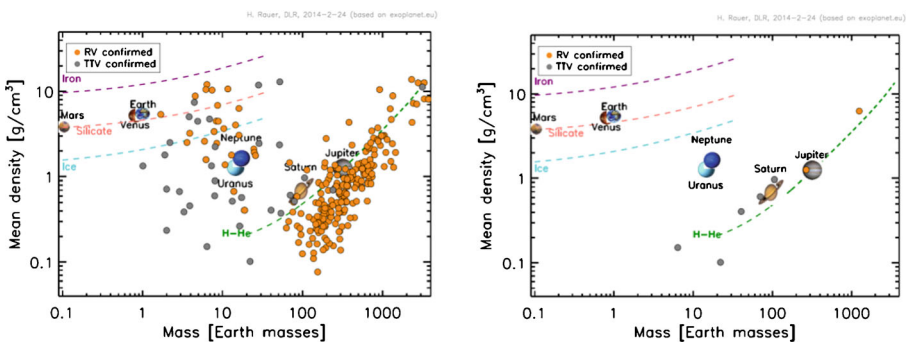 H. Rauer, DLR, 2014-2-24 (based on exoplanet.eu)
RV confirmed
TTV confirmed
Iron
10
Earth
Mars
Venus
Silicate
Ice
Neptune
Uranus
Saturn
Jupiter
1
H-He
0.1
Mean density [g/cm³]
0.1 1 10 100 1000
Mass [Earth masses]
H. Rauer, DLR, 2014-2-24 (based on exoplanet.eu)
RV confirmed
TTV confirmed
Iron
10
Earth
Mars
Venus
Silicate
Ice
Neptune
Uranus
Saturn
Jupiter
1
H-He
0.1
Mean density [g/cm³]
0.1 1 10 100 1000
Mass [Earth masses]